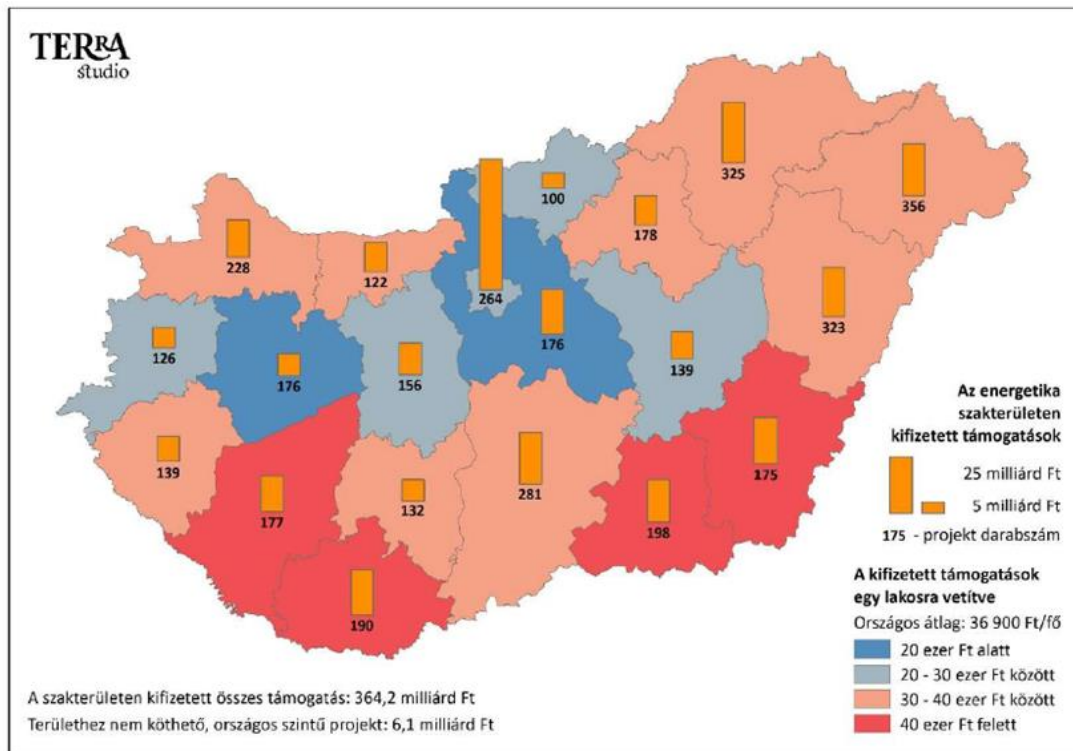 TERRA
studio
325
356
100
178
228
122
264
323
126
176
156
176
139
139
177
132
281
198
175
190
Az energetika
szakterületen
kifizetett támogatások
25 milliárd Ft
5 milliárd Ft
175 - projekt darabszám
A kifizetett támogatások
egy lakosra vetítve
Országos átlag: 36 900 Ft/fő
20 ezer Ft alatt
20 - 30 ezer Ft között
30 - 40 ezer Ft között
40 ezer Ft felett
A szakterületen kifizetett összes támogatás: 364,2 milliárd Ft
Területhez nem köthető, országos szintű projekt: 6,1 milliárd Ft